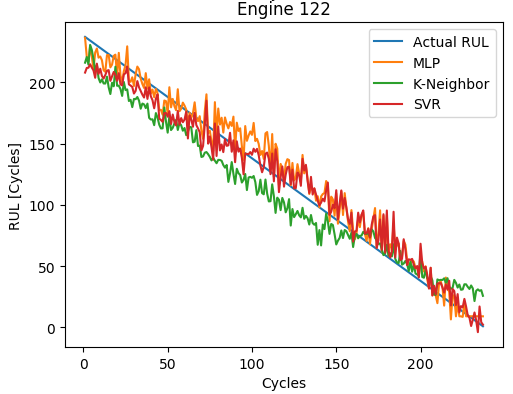 Engine 122
Actual RUL
MLP
K-Neighbor
SVR
RUL [Cycles]
200
150
100
50
0
0
50
100
150
200
Cycles